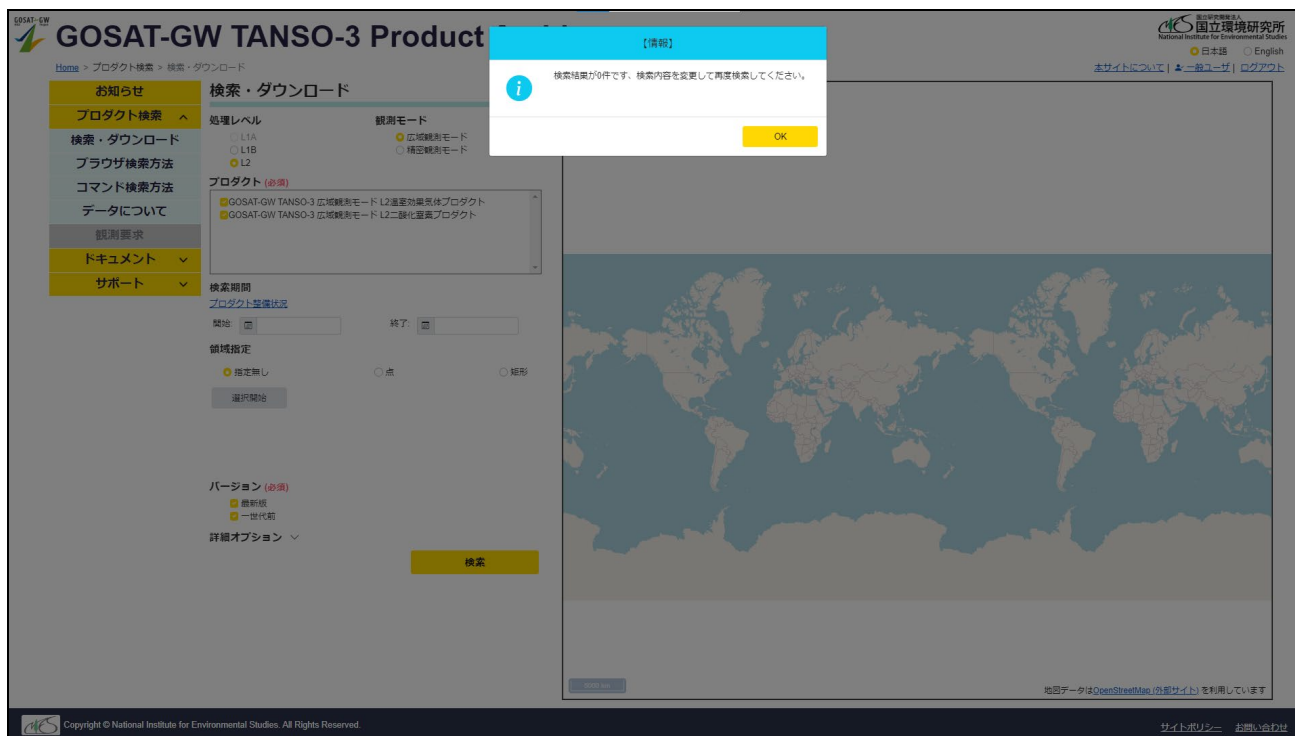 GOSAT-GW
GOSAT-GW TANSO-3 Product
国立研究開発法人
国立環境研究所
National Institute for Environmental Studies
日本語 English
Home > プロダクト検索 > 検索・ダウンロード
本サイトについて | 一般ユーザ | ログアウト
【情報】
検索結果が0件です、検索内容を変更して再度検索してください。
OK
お知らせ
プロダクト検索
検索・ダウンロード
ブラウザ検索方法
コマンド検索方法
データについて
観測要求
ドキュメント
サポート
検索・ダウンロード
処理レベル
L1A
L1B
L2
観測モード
広域観測モード
精密観測モード
プロダクト (必須)
GOSAT-GW TANSO-3 広域観測モード L2温室効果気体プロダクト
GOSAT-GW TANSO-3 広域観測モード L2二酸化窒素プロダクト
検索期間
プロダクト整備状況
開始: 終了:
領域指定
指定無し 点 矩形
選択開始
バージョン (必須)
最新版
一世代前
詳細オプション
検索
地図データはOpenStreetMap (外部サイト) を利用しています
Copyright © National Institute for Environmental Studies. All Rights Reserved.
サイトポリシー お問い合わせ